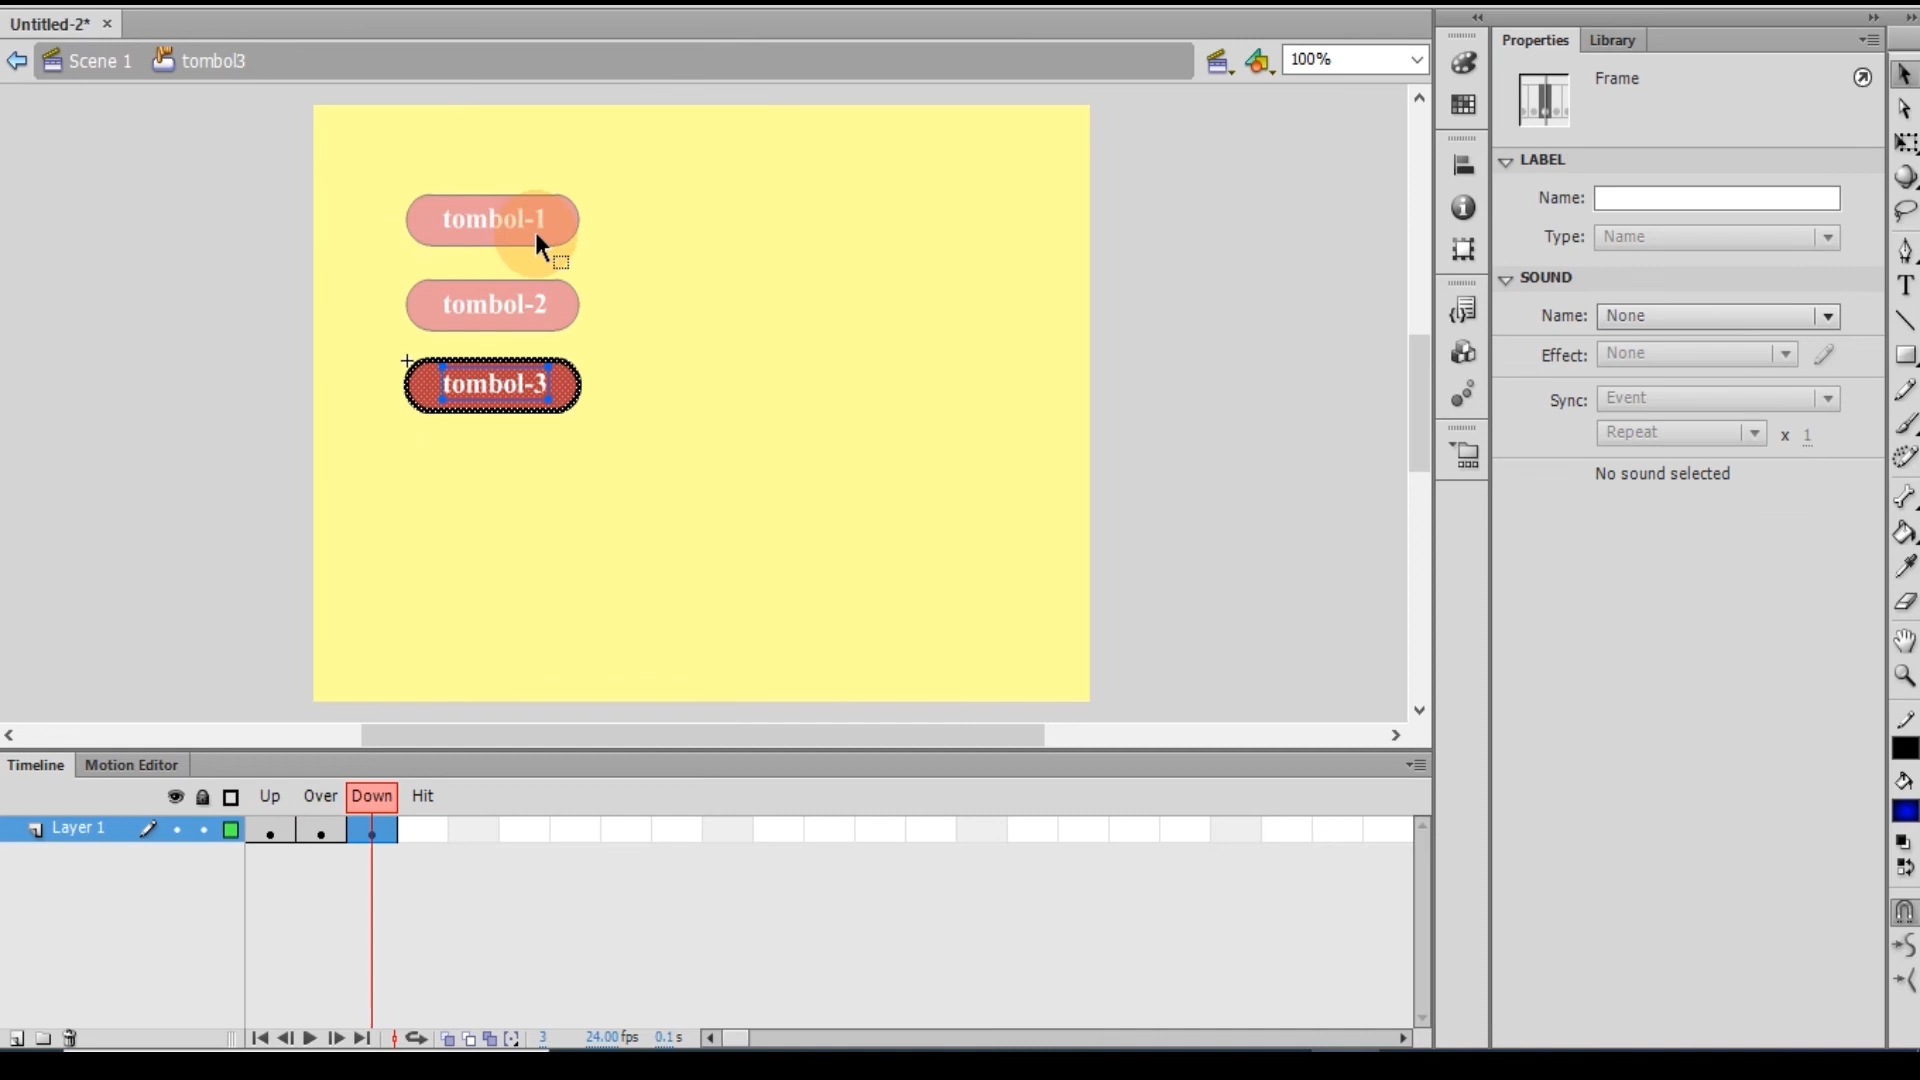 Untitled-2* ×
Scene 1 tombol3
100%
Properties Library
Frame
LABEL
Name:
Type: Name
SOUND
Name: None
Effect: None
Sync: Event
Repeat x 1
No sound selected
tombol-1
tombol-2
tombol-3
Timeline Motion Editor
Up Over Down Hit
Layer 1
3 24.00 fps 0.1 s